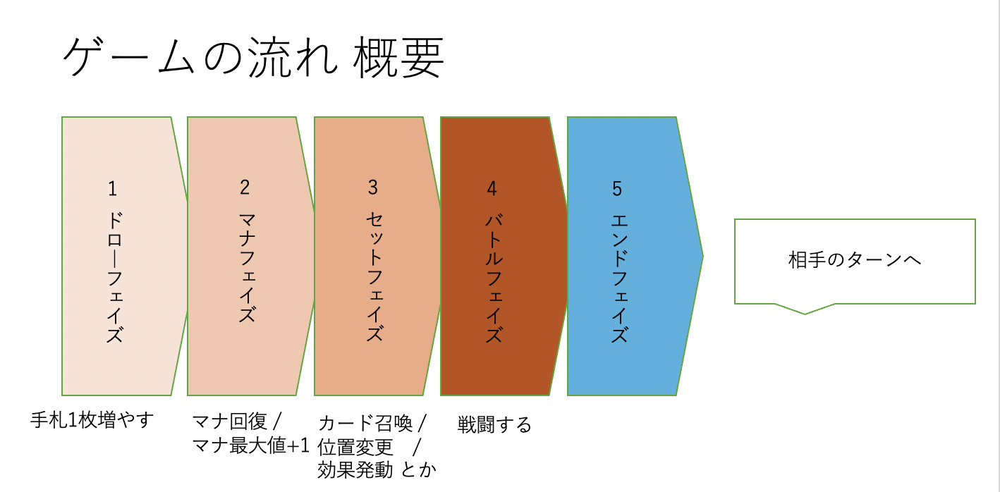 ゲームの流れ 概要
1 ドローフェイズ
2 マナフェイズ
3 セットフェイズ
4 バトルフェイズ
5 エンドフェイズ
相手のターンへ
手札1枚増やす
マナ回復 /
マナ最大値+1
カード召喚 /
位置変更 /
効果発動 とか
戦闘する